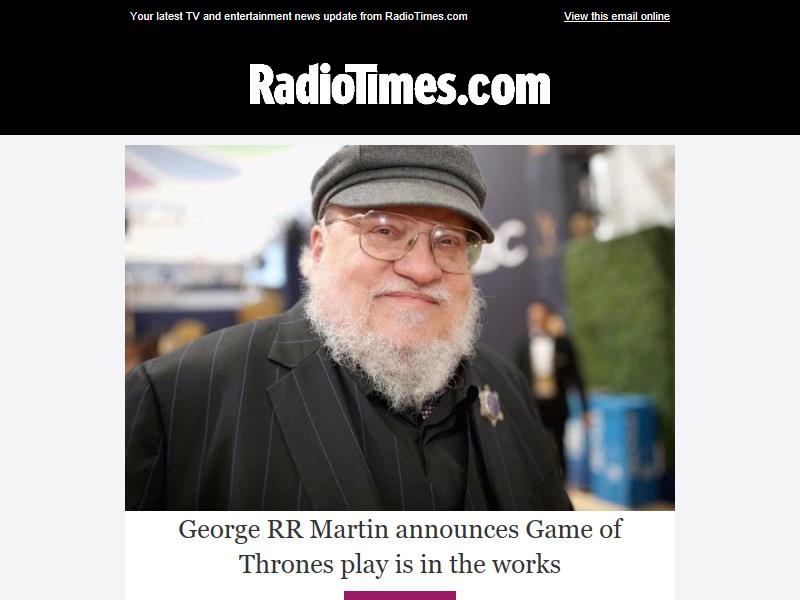 Your latest TV and entertainment news update from RadioTimes.com
View this email online
RadioTimes.com
George RR Martin announces Game of
Thrones play is in the works